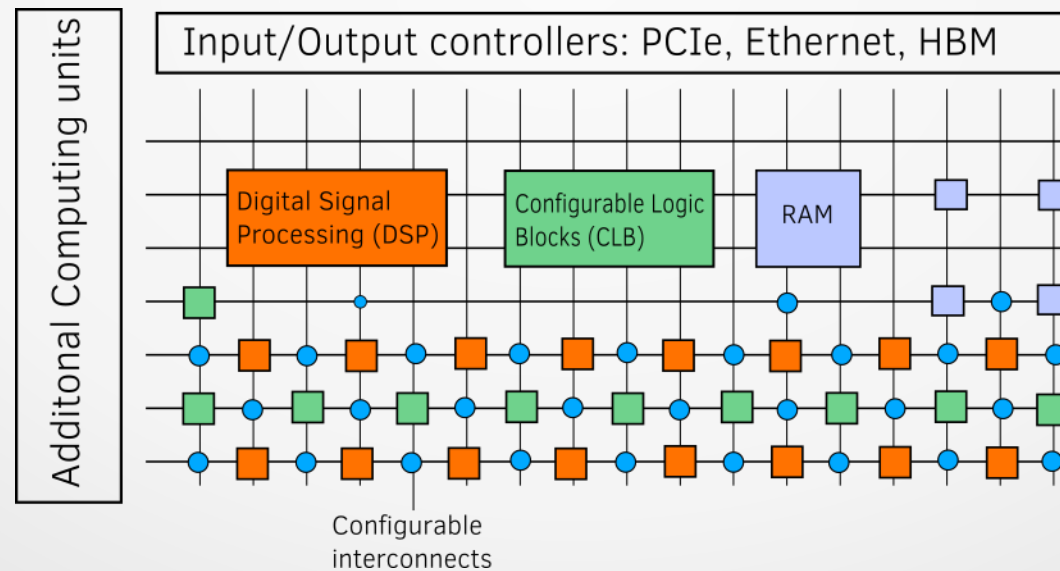 Input/Output controllers: PCIe, Ethernet, HBM
Additonal Computing units
Digital Signal
Processing (DSP)
Configurable Logic
Blocks (CLB)
RAM
Configurable
interconnects